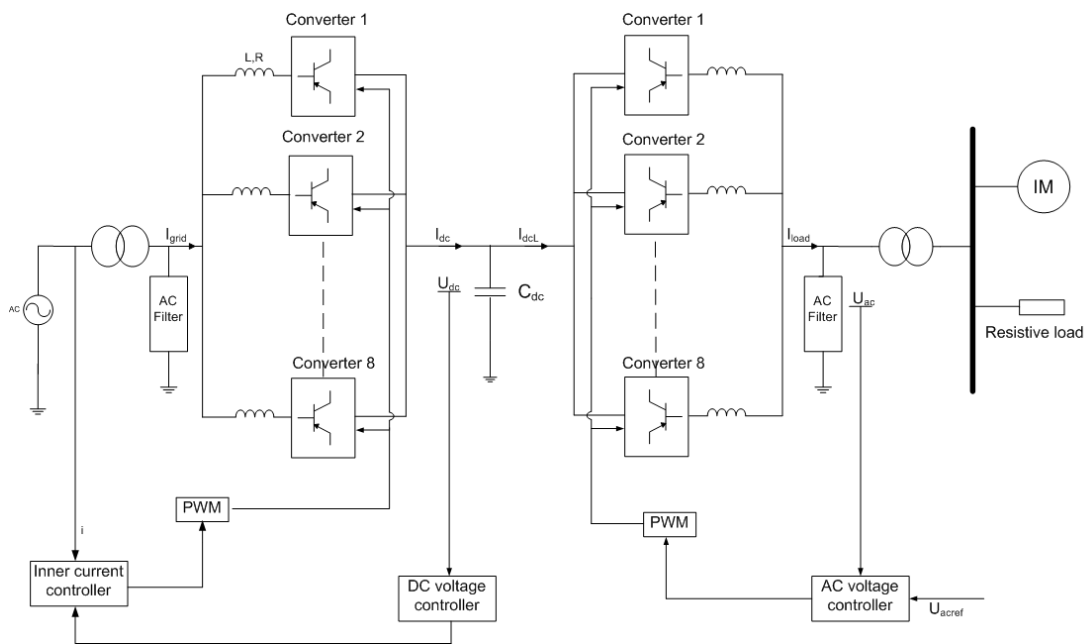 Converter 1
Converter 1
L,R
Converter 2
Converter 2
IM
Igrid
Idc
IdcL
Iload
Udc
Cdc
Uac
AC
AC
Filter
AC
Filter
Resistive load
Converter 8
Converter 8
PWM
PWM
i
Inner current
controller
DC voltage
controller
AC voltage
controller
Uacref